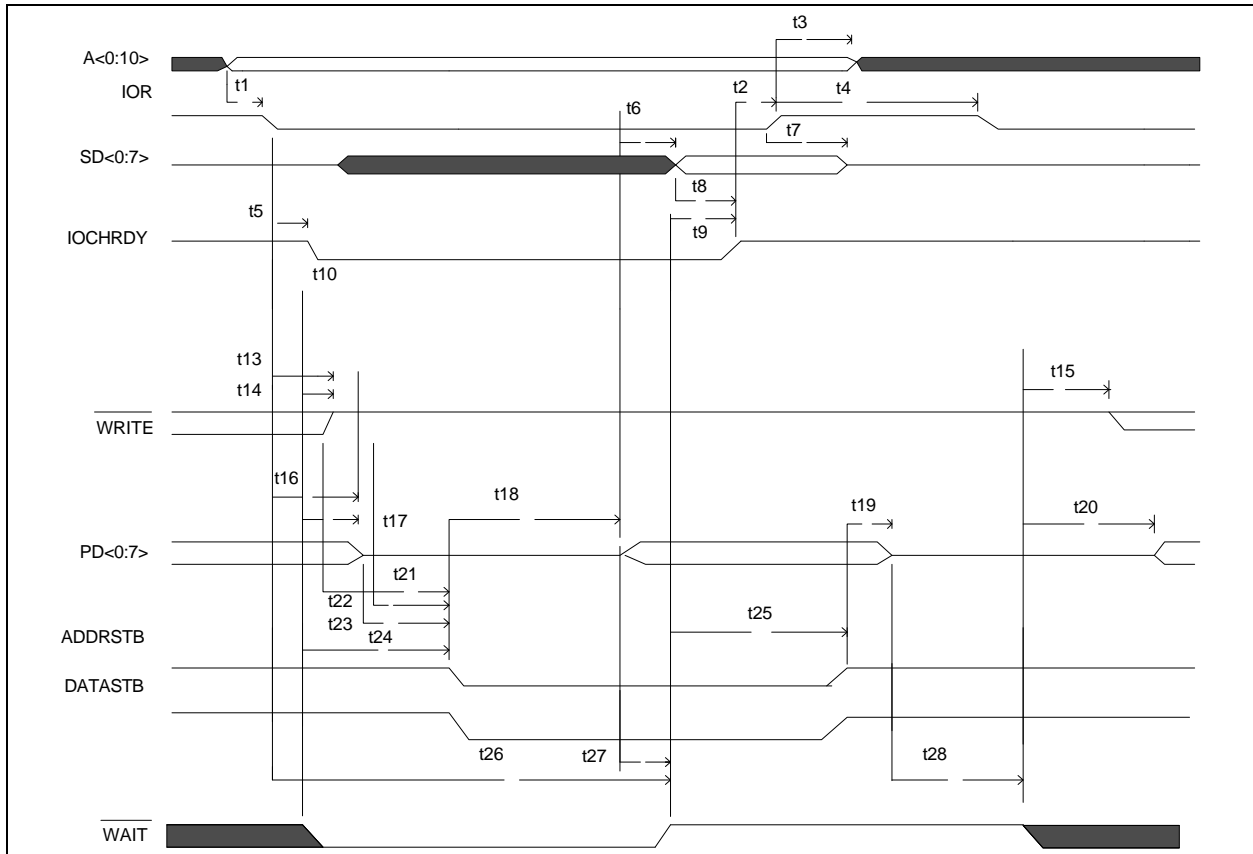 t3
A<0:10>
t1
t2
t4
IOR
t6
t7
SD<0:7>
t8
t5
t9
IOCHRDY
t10
t13
t15
t14
WRITE
t16
t18
t17
t19
t20
PD<0:7>
t21
t22
t23
t25
ADDRSTB
t24
DATASTB
t26
t27
t28
WAIT